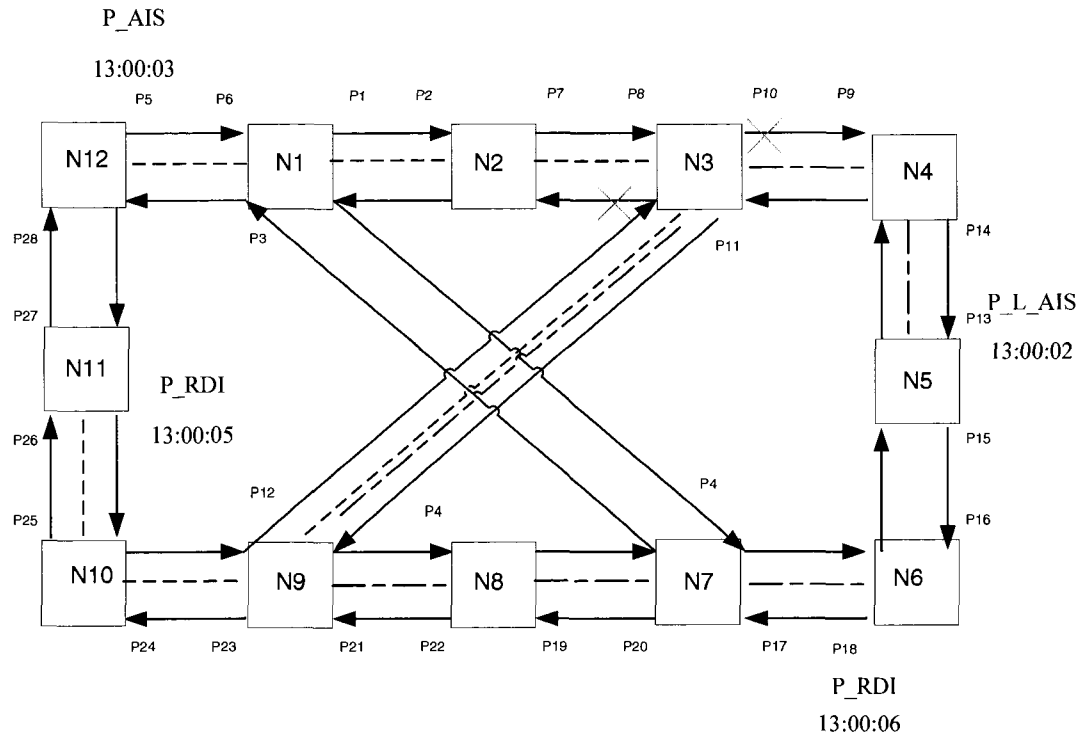 P_AIS
13:00:03
P5 P6 P1 P2 P7 P8 P10 P9
N12 N1 N2 N3 N4
P28 P3 P11 P14
P27 P13 P_L_AIS
13:00:02
N11 N5
P_RDI
13:00:05
P26 P15
P12 P4 P4
P25 P16
N10 N9 N8 N7 N6
P24 P23 P21 P22 P19 P20 P17 P18
P_RDI
13:00:06